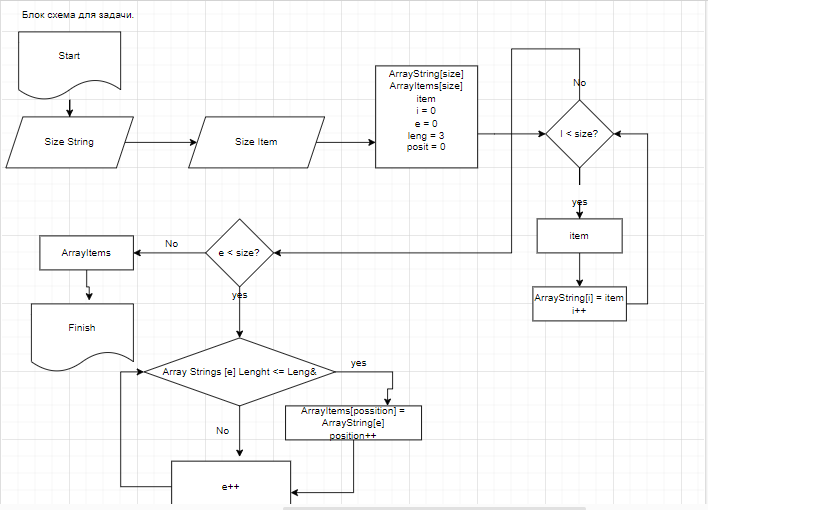 Блок схема для задачи.
Start
Size String
Size Item
ArrayString[size]
ArrayItems[size]
item
i = 0
e = 0
leng = 3
posit = 0
No
I < size?
yes
item
ArrayString[i] = item
i++
e < size?
No
ArrayItems
Finish
yes
Array Strings [e] Lenght <= Leng&
yes
ArrayItems[possition] =
ArrayString[e]
position++
No
e++